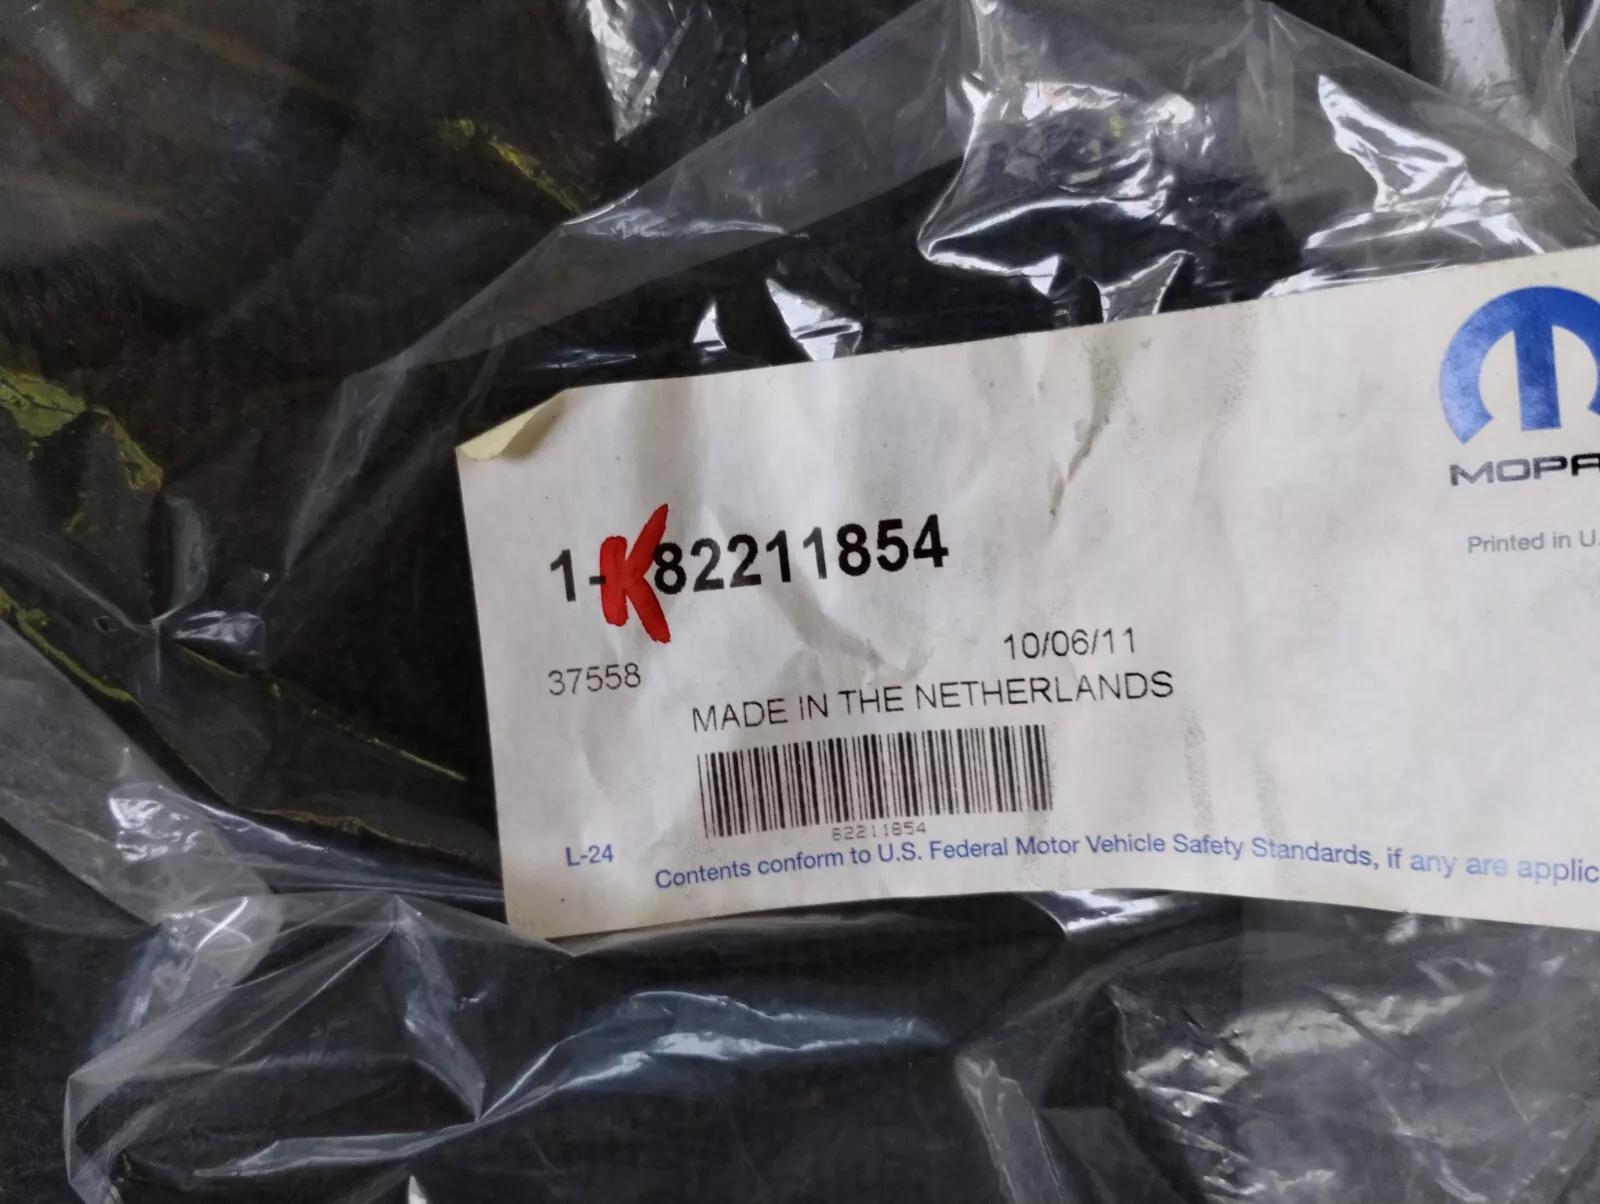 MOPA
Printed in U.
1-K82211854
10/06/11
37558
MADE IN THE NETHERLANDS
82211854
L-24
Contents conform to U.S. Federal Motor Vehicle Safety Standards, if any are applic